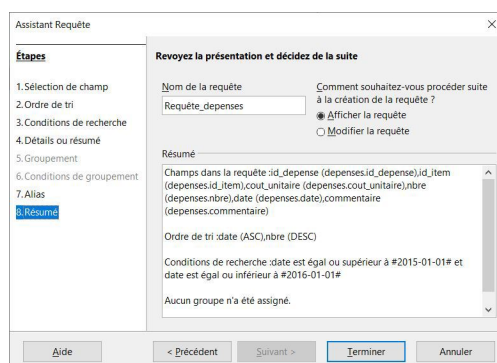 Assistant Requête
Étapes
1.Sélection de champ
2.Ordre de tri
3.Conditions de recherche
4.Détails ou résumé
5.Groupement
6.Conditions de groupement
7.Alias
8.Résumé
Revoyez la présentation et décidez de la suite
Nom de la requête
Requête_depenses
Comment souhaitez-vous procéder suite
à la création de la requête ?
Afficher la requête
Modifier la requête
Résumé
Champs dans la requête :id_depense (depenses.id_depense),id_item
(depenses.id_item),cout_unitaire (depenses.cout_unitaire),nbre
(depenses.nbre),date (depenses.date),commentaire
(depenses.commentaire)
Ordre de tri :date (ASC),nbre (DESC)
Conditions de recherche :date est égal ou supérieur à #2015-01-01# et
date est égal ou inférieur à #2016-01-01#
Aucun groupe n'a été assigné.
Aide
< Précédent
Suivant >
Terminer
Annuler